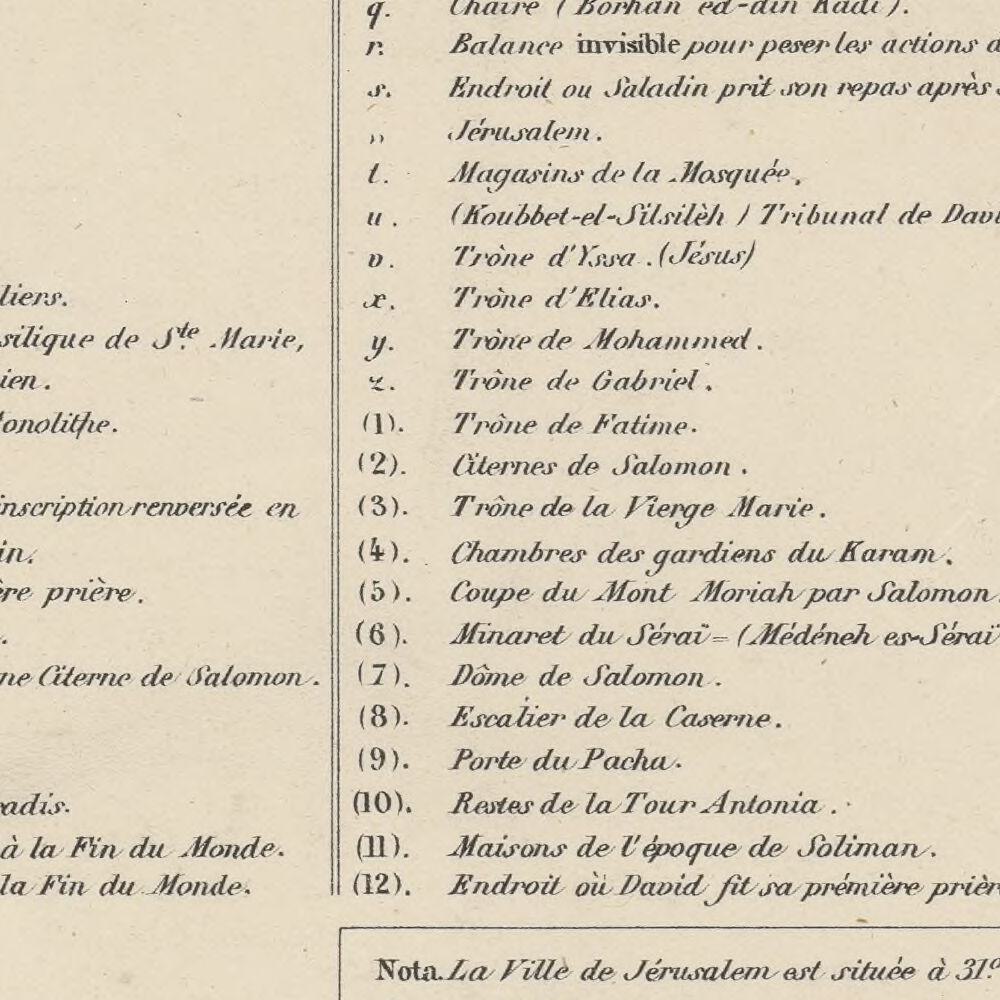 liers.
silique de Ste Marie,
ien.
onolithe.
inscription renversée en
in.
ère prière.
ne Citerne de Salomon.
adis.
à la Fin du Monde.
la Fin du Monde.
q. Chaire (Borhan ed-din Kadi).
r. Balance invisible pour peser les actions d
s. Endroit ou Saladin prit son repas après
,, Jérusalem.
t. Magasins de la Mosquée.
u. (Koubbet-el-Silsilèh) Tribunal de Davi
v. Trône d'Yssa. (Jésus)
x. Trône d'Elias.
y. Trône de Mohammed.
z. Trône de Gabriel.
(1). Trône de Fatime.
(2). Citernes de Salomon.
(3). Trône de la Vierge Marie.
(4). Chambres des gardiens du Karam.
(5). Coupe du Mont Moriah par Salomon.
(6). Minaret du Séraï=(Médéneh es-Séraï
(7). Dôme de Salomon.
(8). Escalier de la Caserne.
(9). Porte du Pacha.
(10). Restes de la Tour Antonia.
(11). Maisons de l'époque de Soliman.
(12). Endroit où David fit sa prémière prièr
Nota. La Ville de Jérusalem est située à 31°